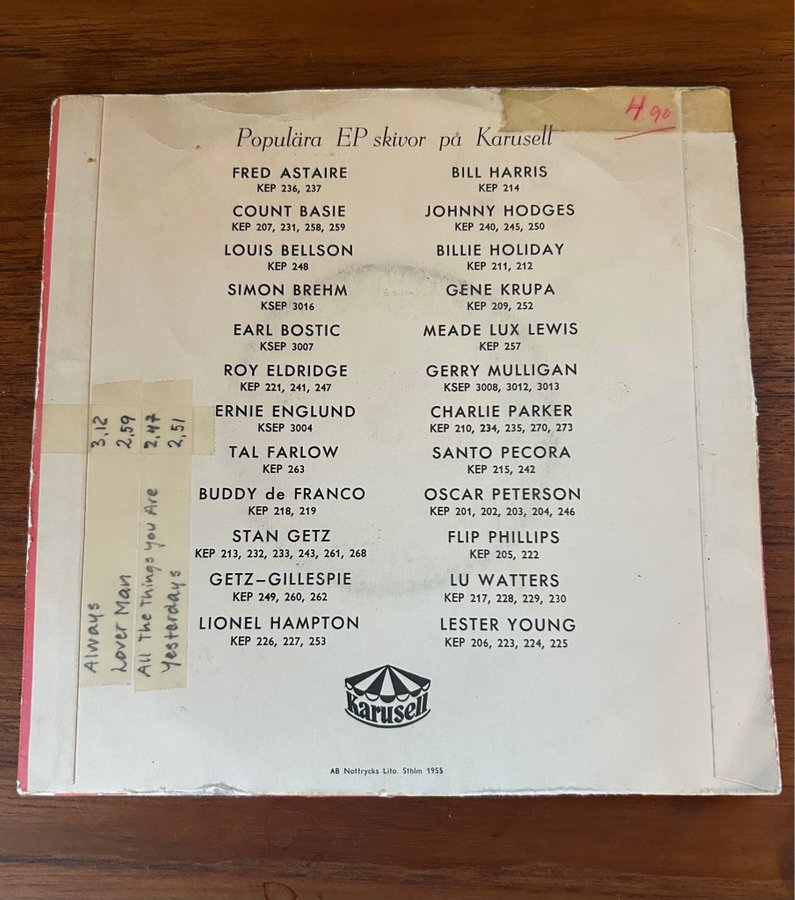 4.90
Populära EP skivor på Karusell
FRED ASTAIRE
KEP 236, 237
COUNT BASIE
KEP 207, 231, 258, 259
LOUIS BELLSON
KEP 248
SIMON BREHM
KSEP 3016
EARL BOSTIC
KSEP 3007
ROY ELDRIDGE
KEP 221, 241, 247
ERNIE ENGLUND
KSEP 3004
TAL FARLOW
KEP 263
BUDDY de FRANCO
KEP 218, 219
STAN GETZ
KEP 213, 232, 233, 243, 261, 268
GETZ–GILLESPIE
KEP 249, 260, 262
LIONEL HAMPTON
KEP 226, 227, 253
BILL HARRIS
KEP 214
JOHNNY HODGES
KEP 240, 245, 250
BILLIE HOLIDAY
KEP 211, 212
GENE KRUPA
KEP 209, 252
MEADE LUX LEWIS
KEP 257
GERRY MULLIGAN
KSEP 3008, 3012, 3013
CHARLIE PARKER
KEP 210, 234, 235, 270, 273
SANTO PECORA
KEP 215, 242
OSCAR PETERSON
KEP 201, 202, 203, 204, 246
FLIP PHILLIPS
KEP 205, 222
LU WATTERS
KEP 217, 228, 229, 230
LESTER YOUNG
KEP 206, 223, 224, 225
Karusell
AB Nottrycks Lito. Sthlm 1955
Always 3,12
Lover Man 2,59
All The Things You Are 2,47
Yesterdays 2,51